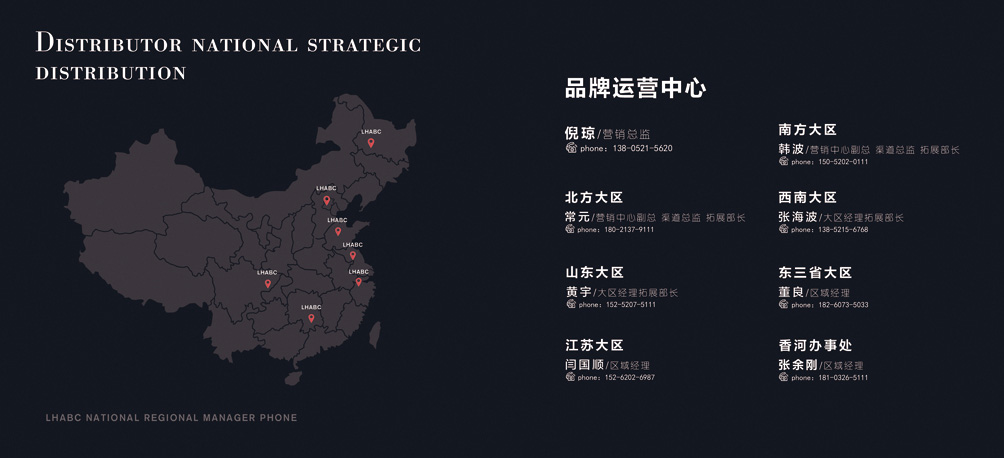 DISTRIBUTOR NATIONAL STRATEGIC
DISTRIBUTION
LHABC
LHABC
LHABC
LHABC
LHABC
LHABC
LHABC
LHABC NATIONAL REGIONAL MANAGER PHONE
品牌运营中心
倪琼/营销总监
phone: 138-0521-5620
南方大区
韩波/营销中心副总 渠道总监 拓展部长
phone: 150-5202-0111
北方大区
常元/营销中心副总 渠道总监 拓展部长
phone: 180-2137-9111
西南大区
张海波/大区经理拓展部长
phone: 138-5215-6768
山东大区
黄宇/大区经理拓展部长
phone: 152-5207-5111
东三省大区
董良/区域经理
phone: 182-6073-5033
江苏大区
闫国顺/区域经理
phone: 152-6202-6987
香河办事处
张余刚/区域经理
phone: 181-0326-5111